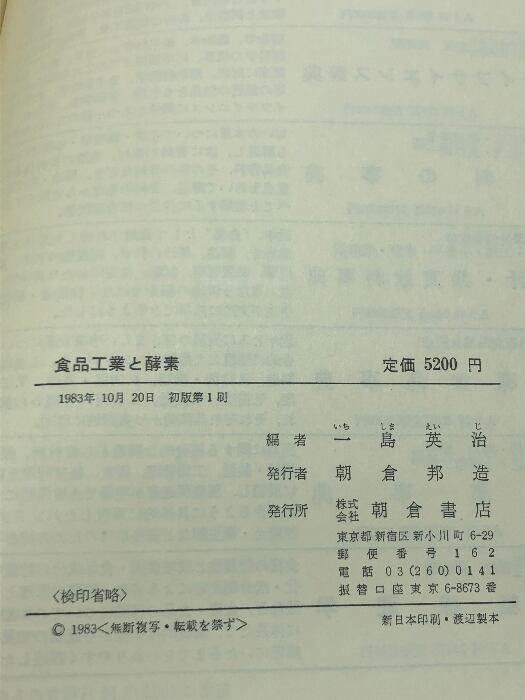 食品工業と酵素 定価 5200 円
1983年 10月 20日 初版第1刷
いち しま えい じ
編者 一島英治
発行者 朝倉邦造
発行所 株式会社 朝倉書店
東京都新宿区新小川町 6-29
郵便番号 162
電話 03(260)0141
振替口座東京 6-8673番
〈検印省略〉
© 1983〈無断複写・転載を禁ず〉 新日本印刷・渡辺製本